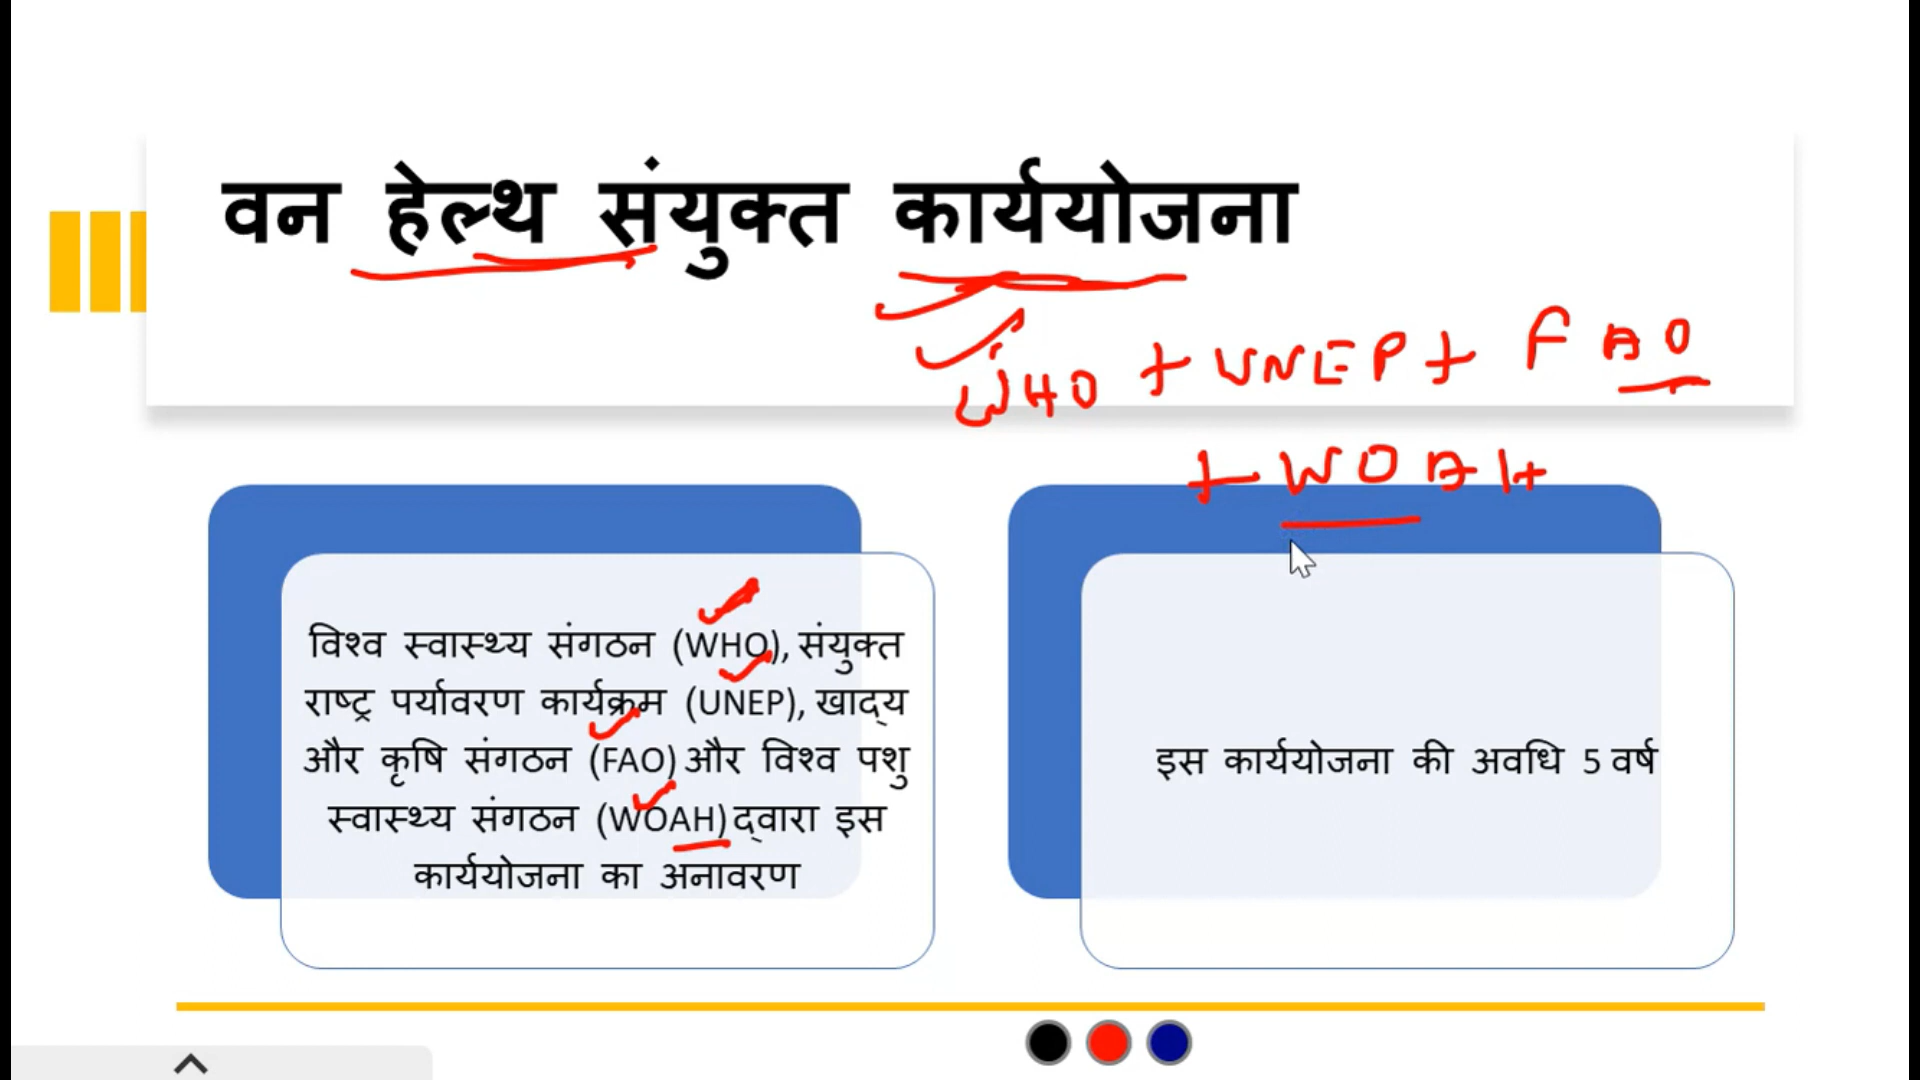 वन हेल्थ संयुक्त कार्ययोजना
WHO + UNEP + FAO
+ WOAH
विश्व स्वास्थ्य संगठन (WHO), संयुक्त
राष्ट्र पर्यावरण कार्यक्रम (UNEP), खाद्य
और कृषि संगठन (FAO) और विश्व पशु
स्वास्थ्य संगठन (WOAH) द्वारा इस
कार्ययोजना का अनावरण
इस कार्ययोजना की अवधि 5 वर्ष